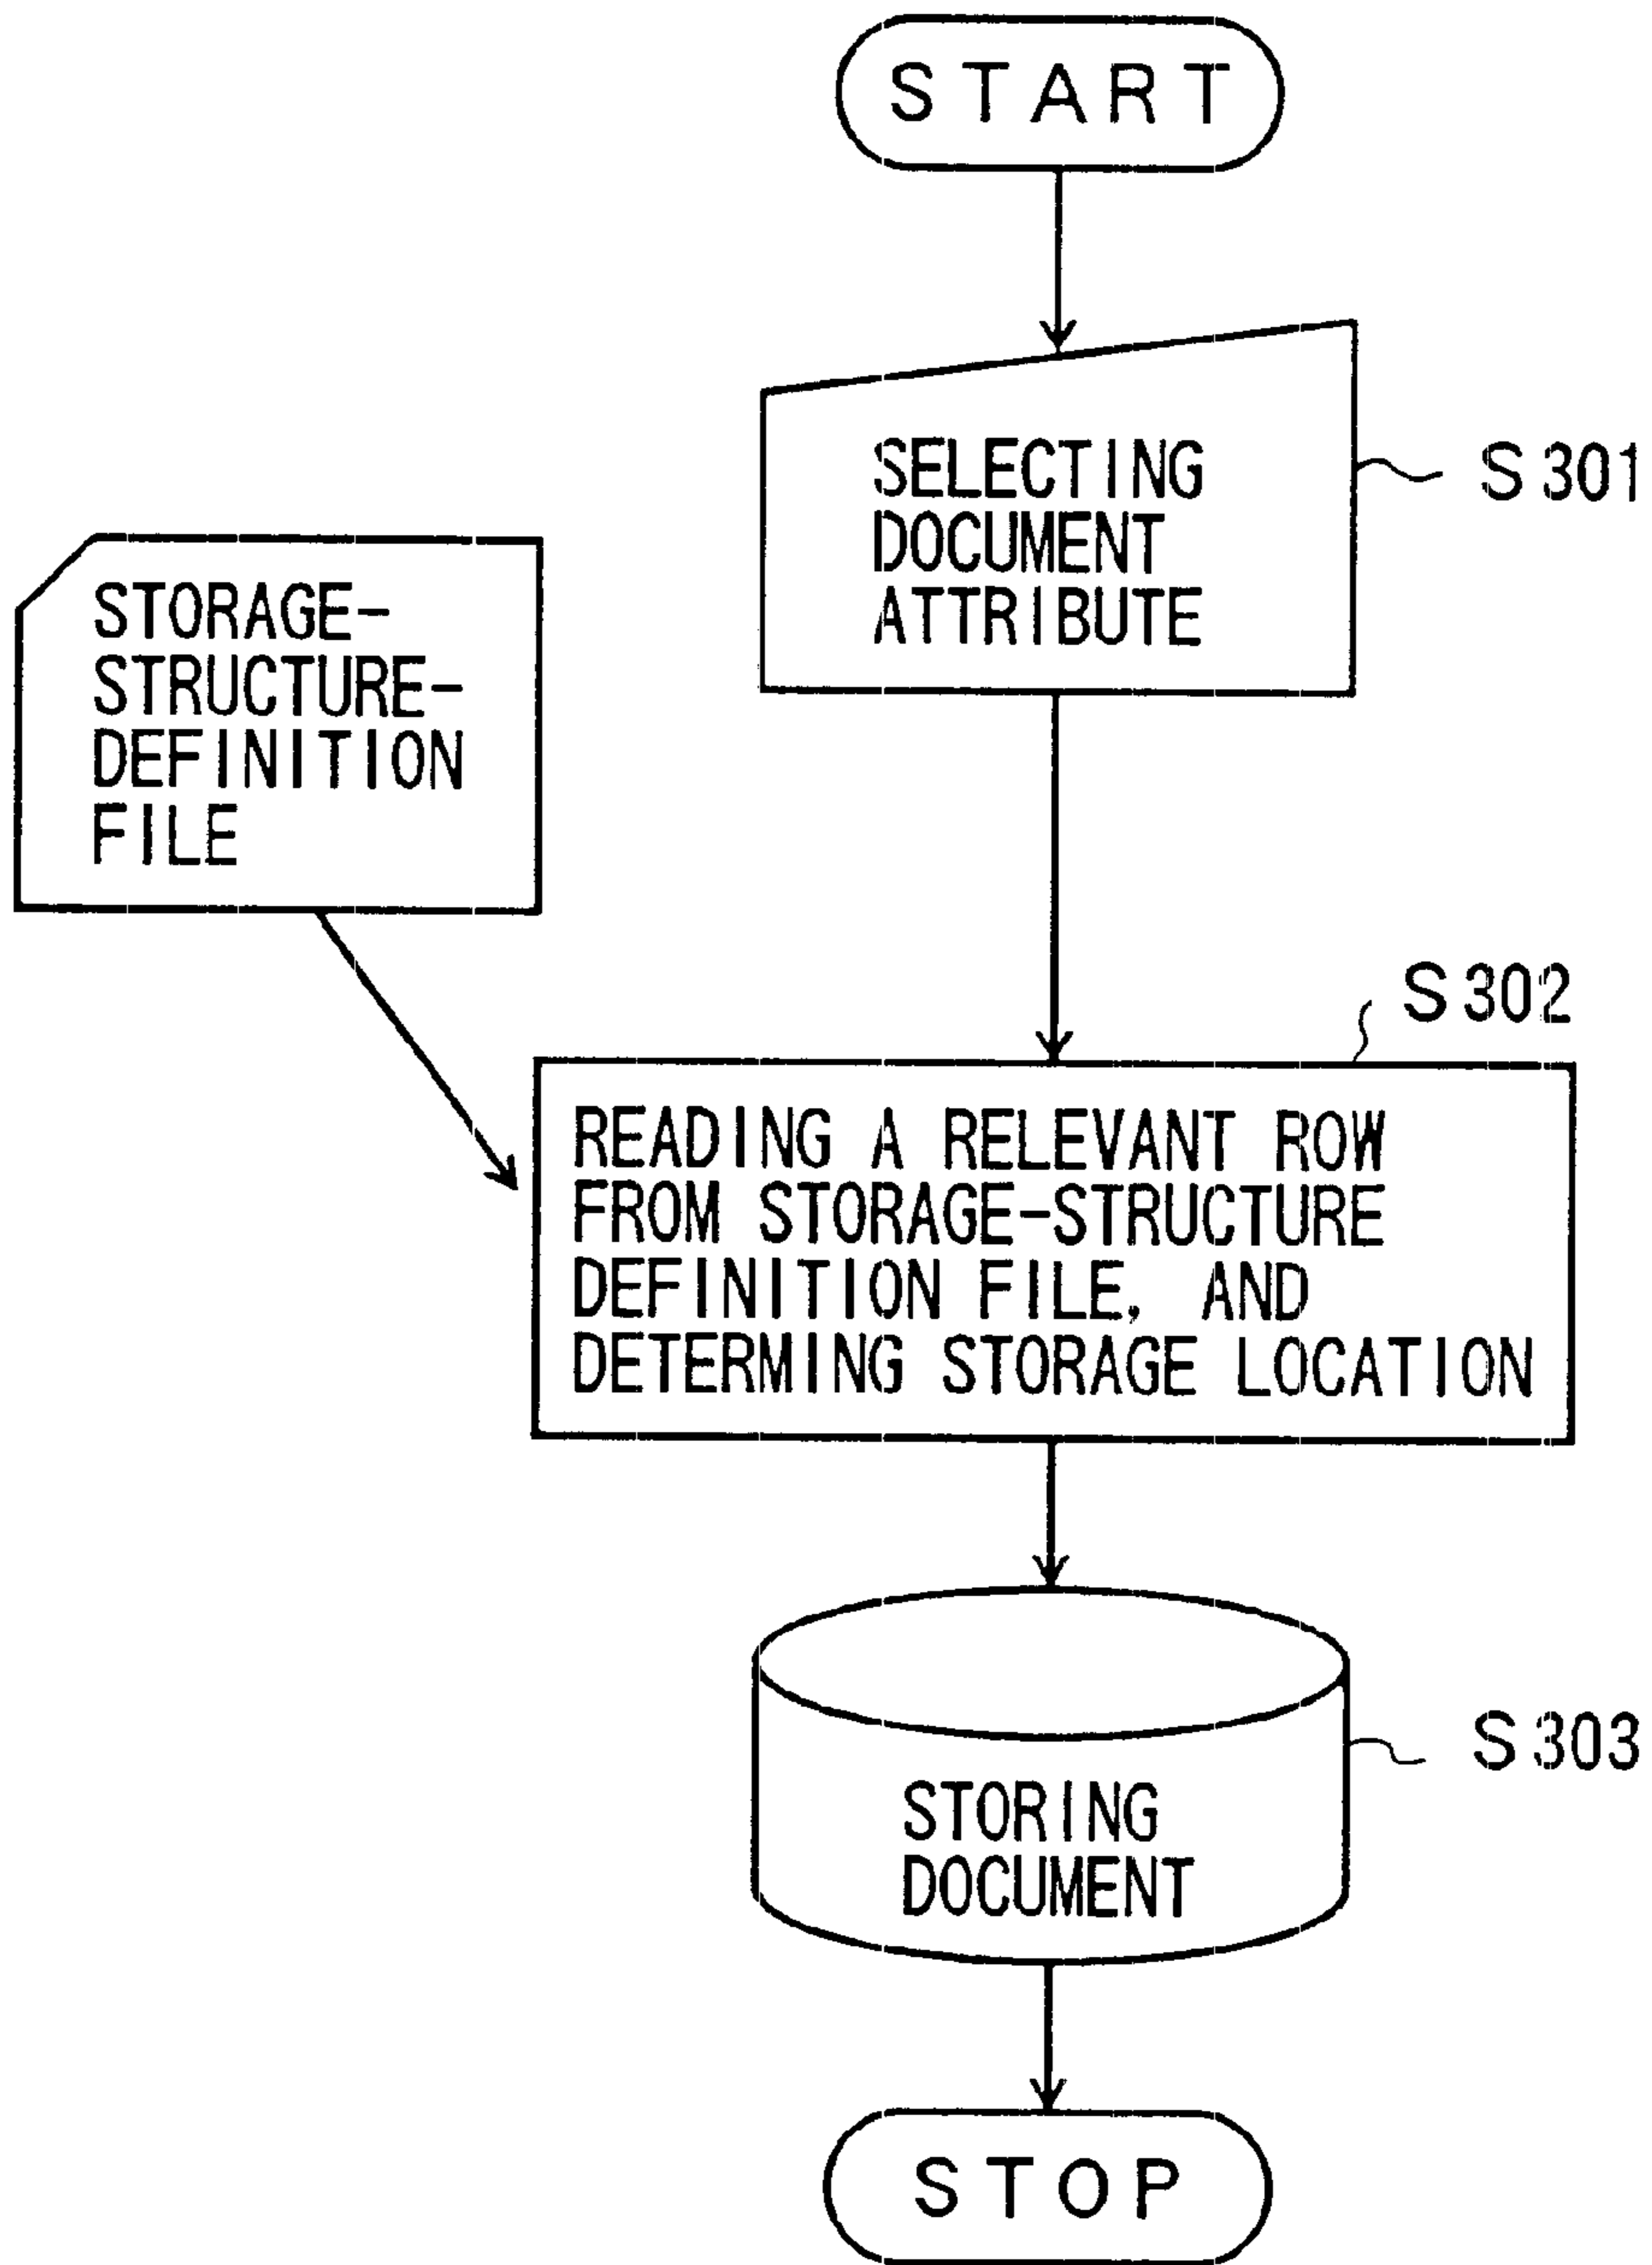 START
SELECTING
DOCUMENT
ATTRIBUTE
S301
STORAGE-
STRUCTURE-
DEFINITION
FILE
S302
READING A RELEVANT ROW
FROM STORAGE-STRUCTURE
DEFINITION FILE, AND
DETERMING STORAGE LOCATION
STORING
DOCUMENT
S303
STOP